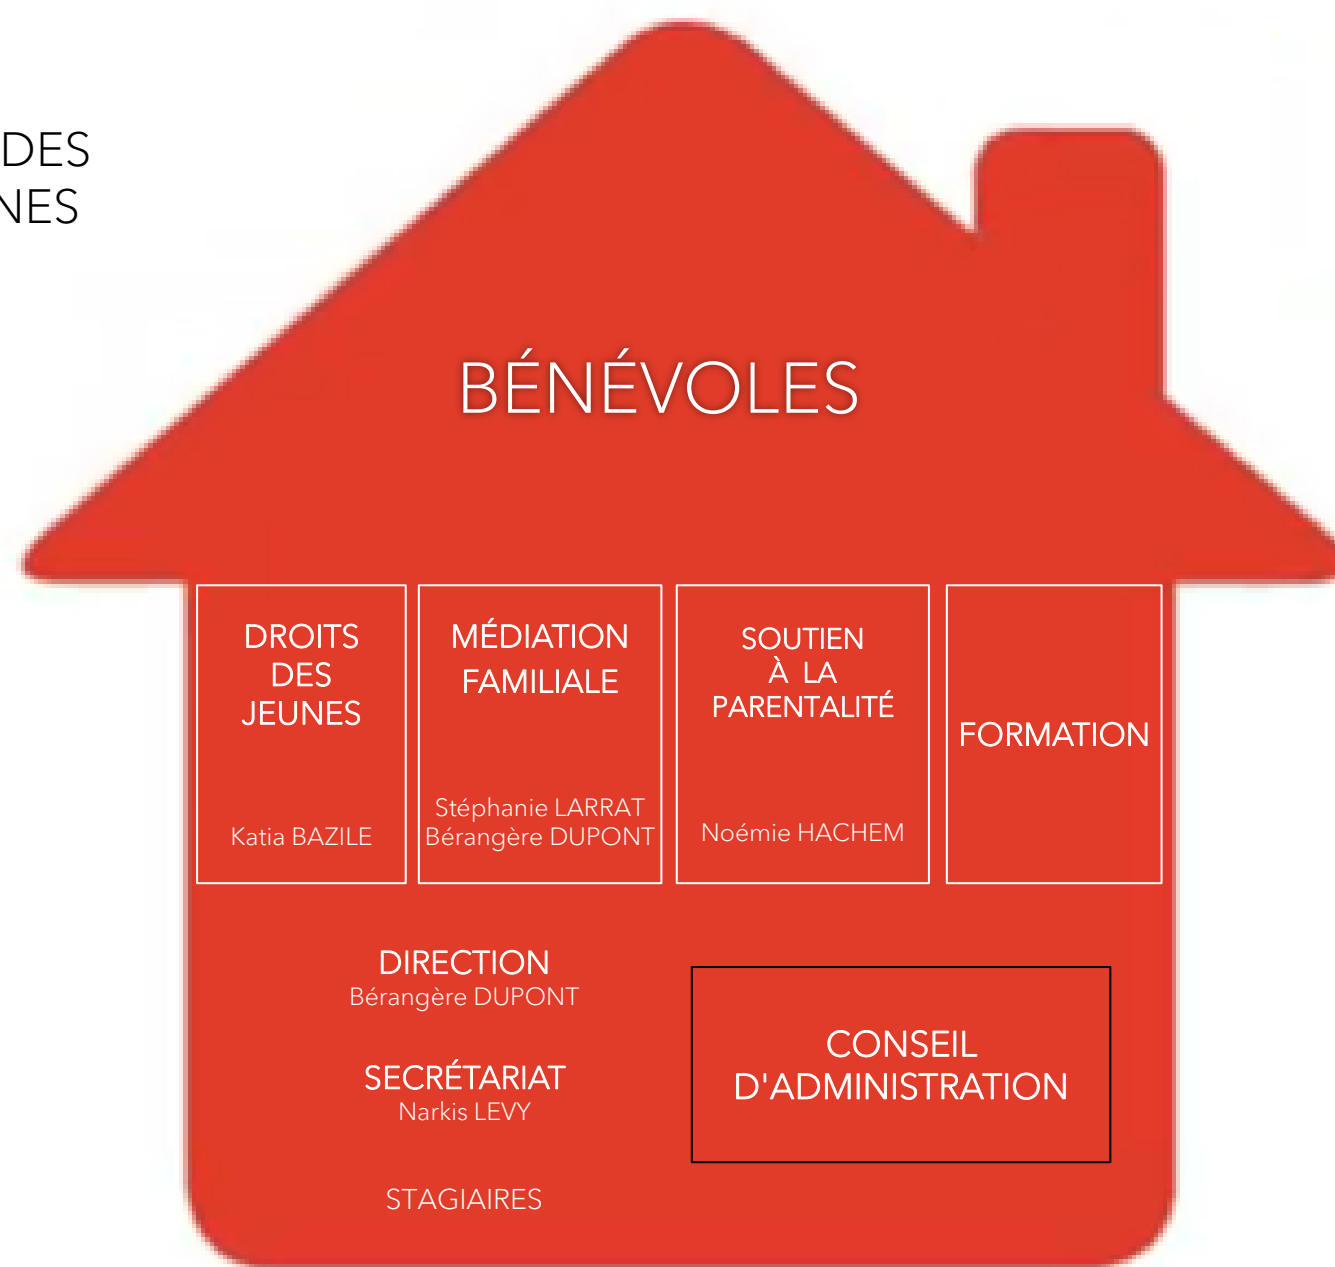 DES
NES
BÉNÉVOLES
DROITS
DES
JEUNES
Katia BAZILE
MÉDIATION
FAMILIALE
Stéphanie LARRAT
Bérangère DUPONT
SOUTIEN
À LA
PARENTALITÉ
Noémie HACHEM
FORMATION
DIRECTION
Bérangère DUPONT
SECRÉTARIAT
Narkis LEVY
STAGIAIRES
CONSEIL
D'ADMINISTRATION